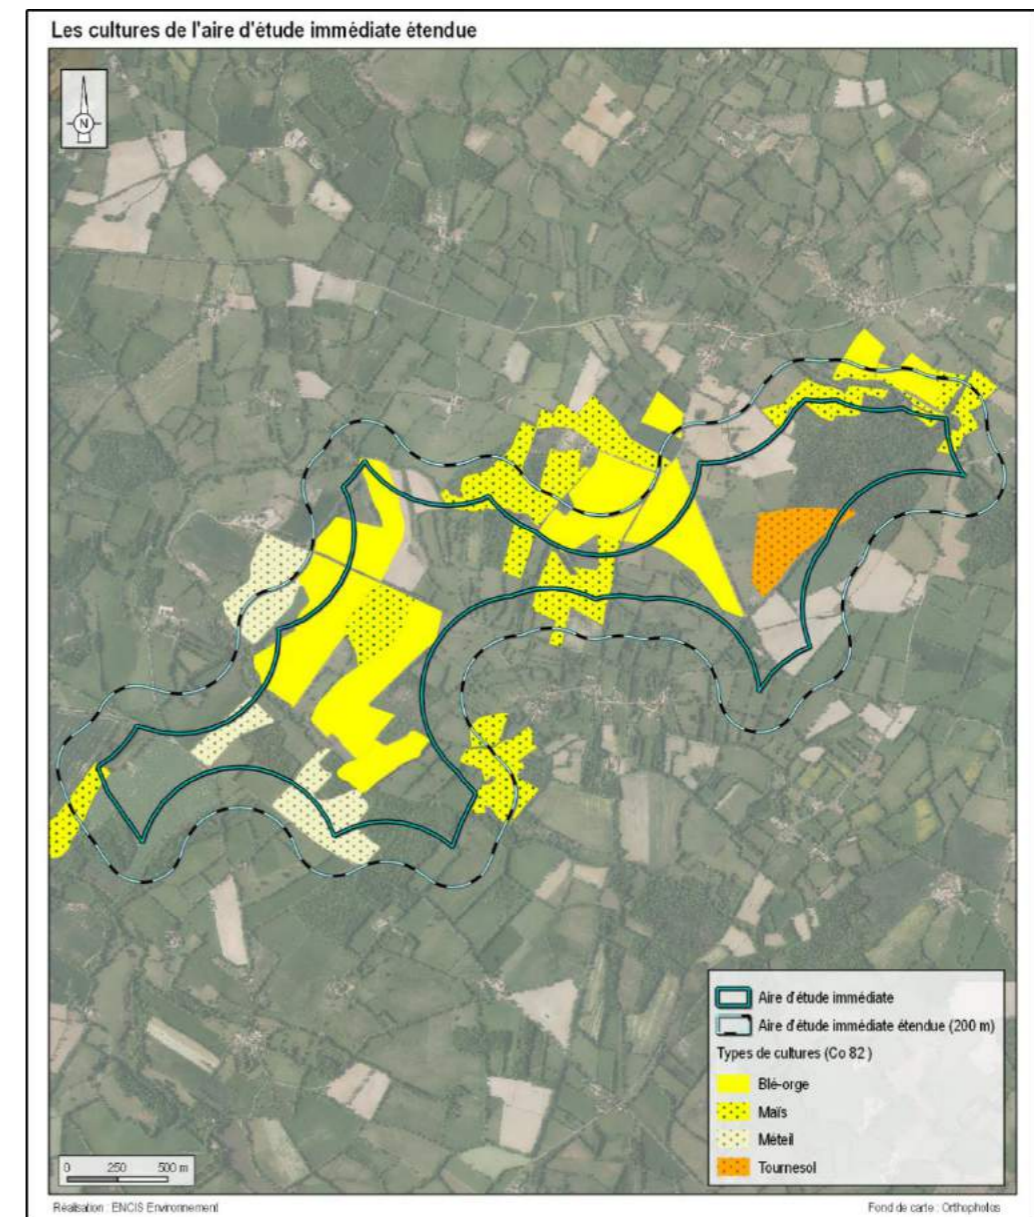 Les cultures de l'aire d'étude immédiate étendue
N
Aire d'étude immédiate
Aire d'étude immédiate étendue (200 m)
Types de cultures (Co 82 )
Blé-orge
Maïs
Méteil
Tournesol
0 250 500 m
Réalisation : ENCIS Environnement
Fond de carte : Orthophotos